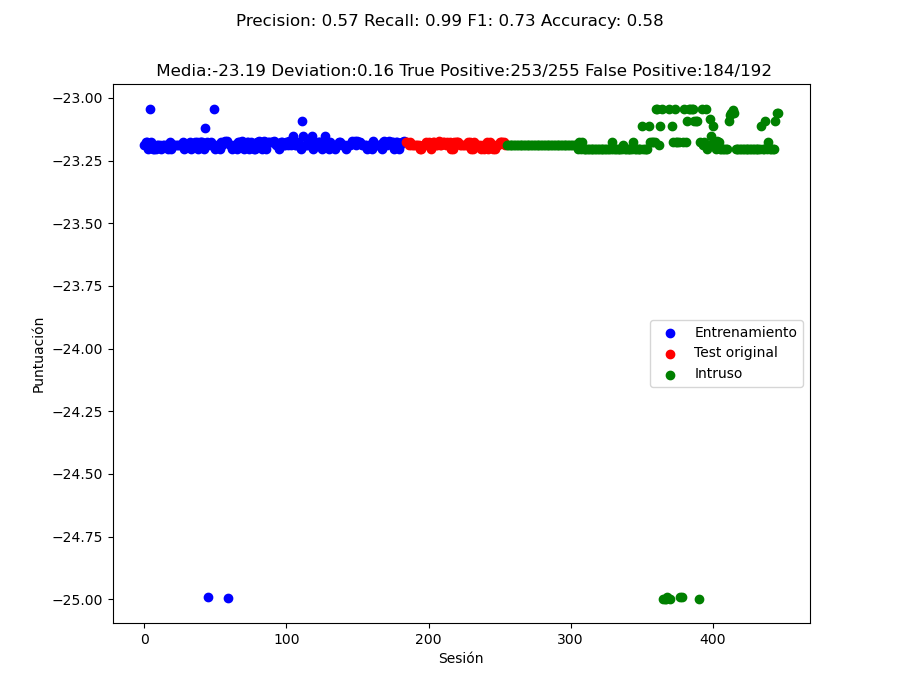 Precision: 0.57 Recall: 0.99 F1: 0.73 Accuracy: 0.58
Media:-23.19 Deviation:0.16 True Positive:253/255 False Positive:184/192
−23.00
−23.25
−23.50
−23.75
−24.00
−24.25
−24.50
−24.75
−25.00
Puntuación
Entrenamiento
Test original
Intruso
0
100
200
300
400
Sesión